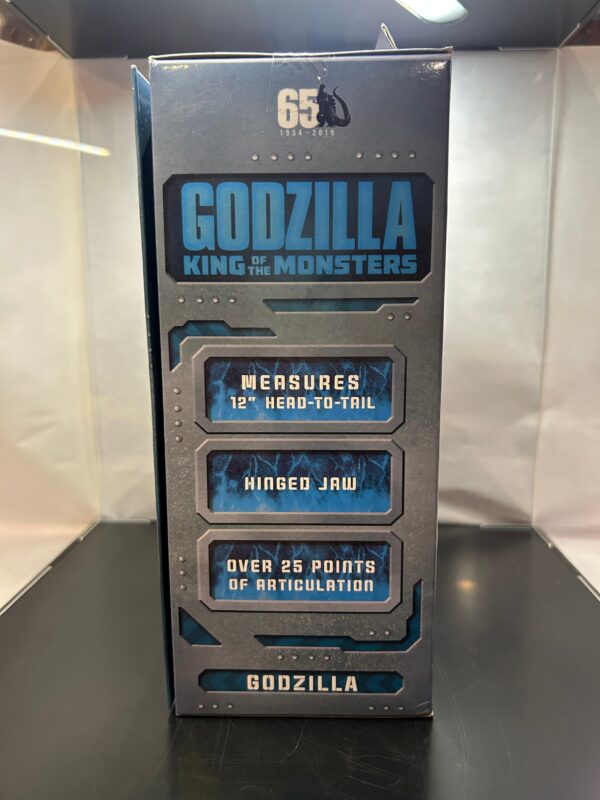 65
1954-2019
GODZILLA
KING OF THE MONSTERS
MEASURES
12" HEAD-TO-TAIL
HINGED JAW
OVER 25 POINTS
OF ARTICULATION
GODZILLA